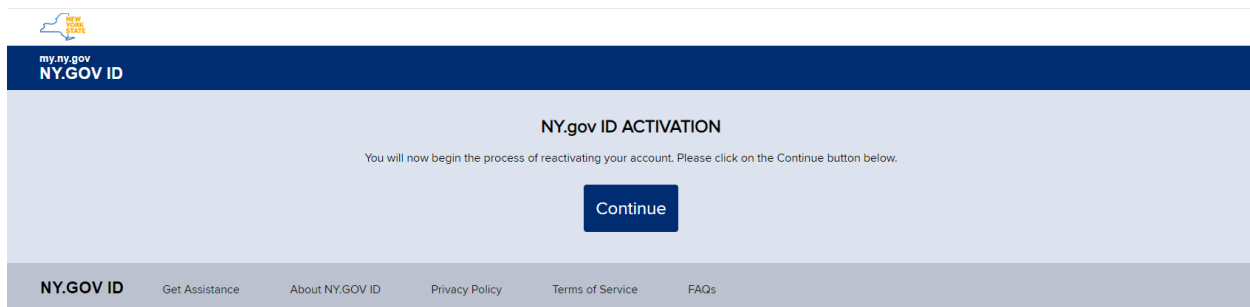 NEW
YORK
STATE
my.ny.gov
NY.GOV ID
NY.gov ID ACTIVATION
You will now begin the process of reactivating your account. Please click on the Continue button below.
Continue
NY.GOV ID Get Assistance About NY.GOV ID Privacy Policy Terms of Service FAQs